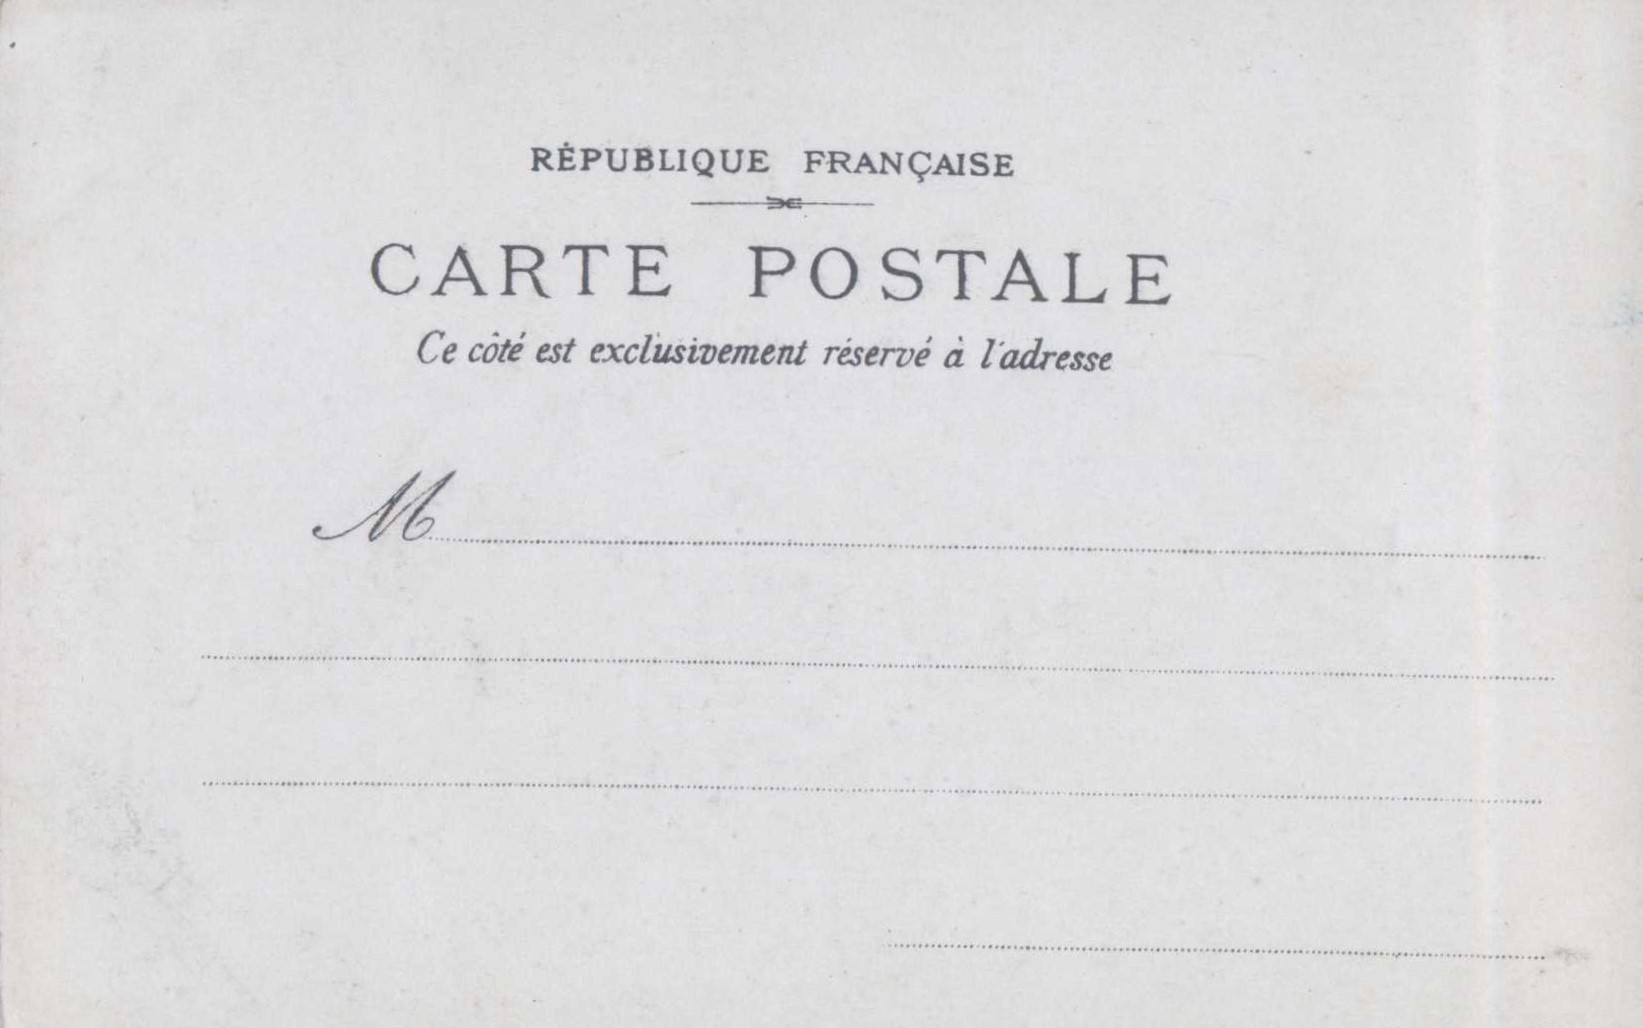 RÉPUBLIQUE FRANÇAISE
CARTE POSTALE
Ce côté est exclusivement réservé à l'adresse
M